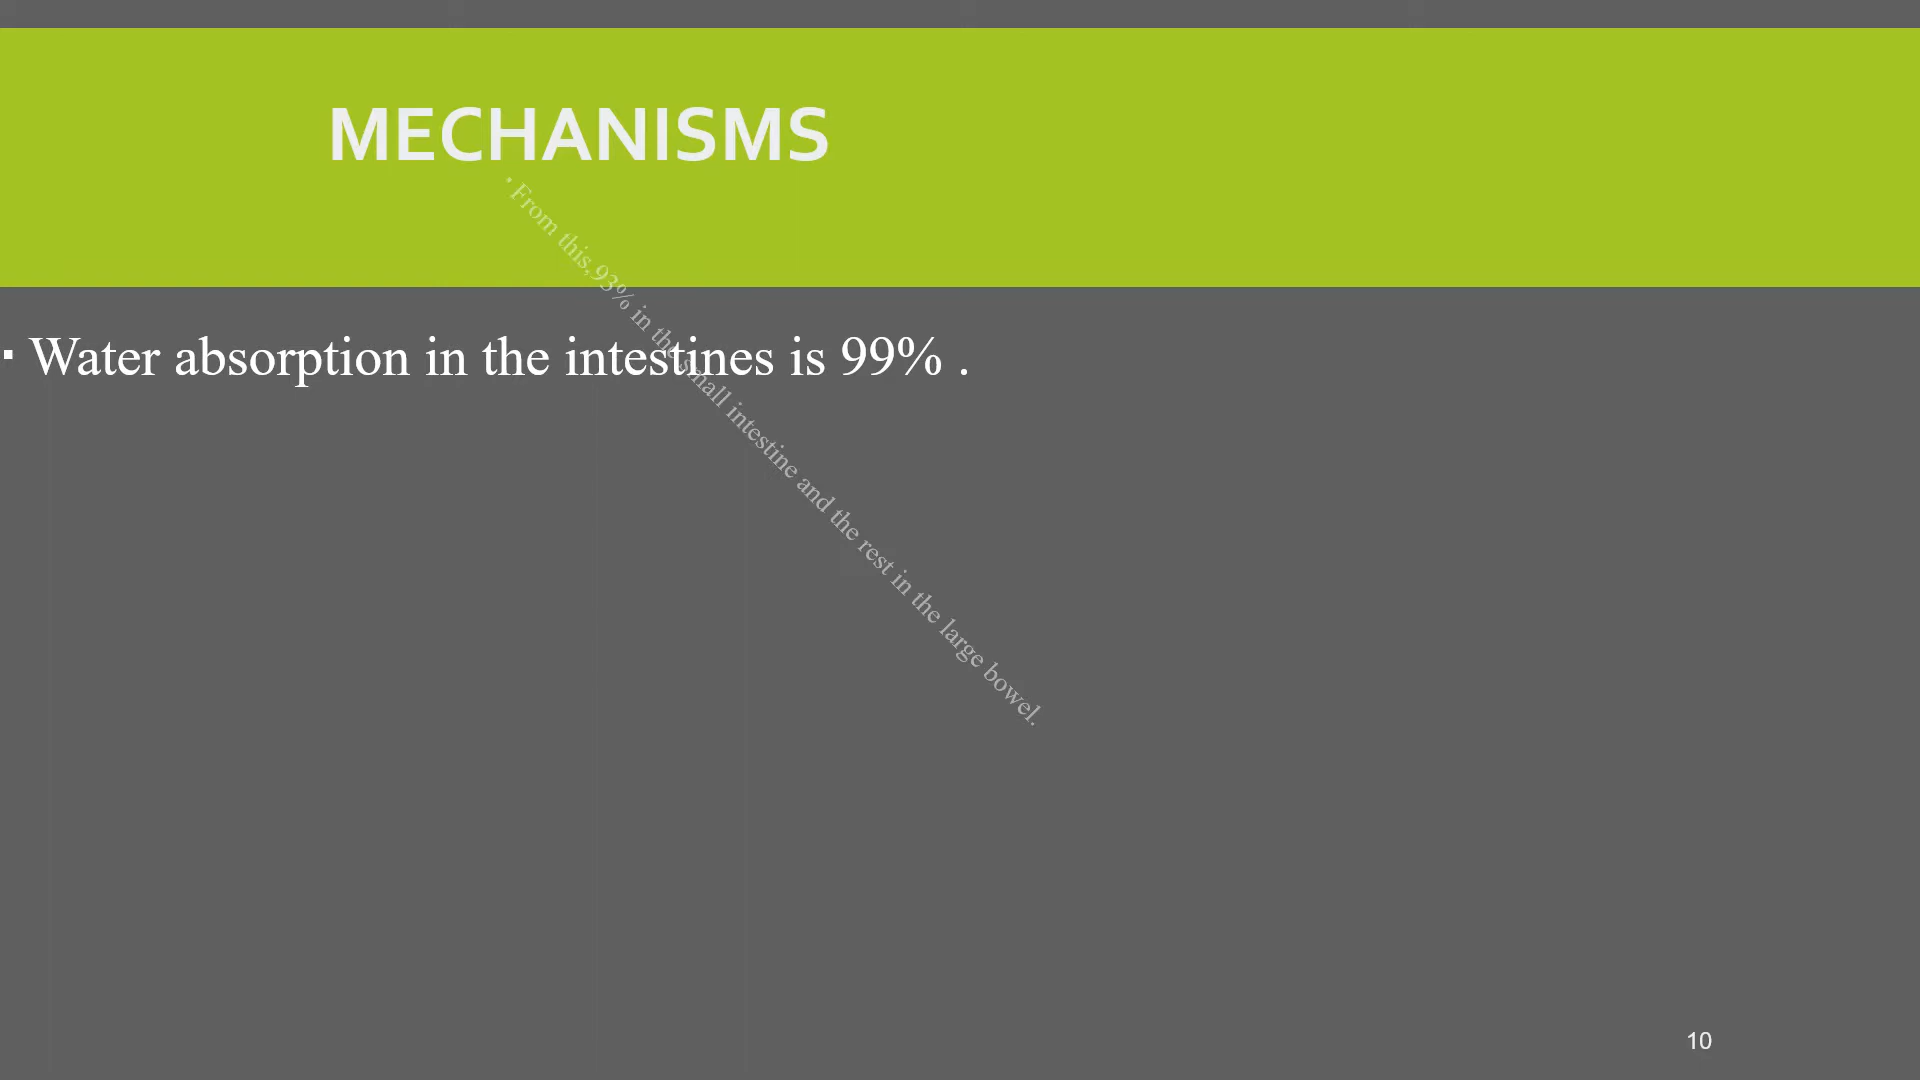 MECHANISMS
▪ Water absorption in the intestines is 99% .
▪ From this, 93% in the small intestine and the rest in the large bowel.
10